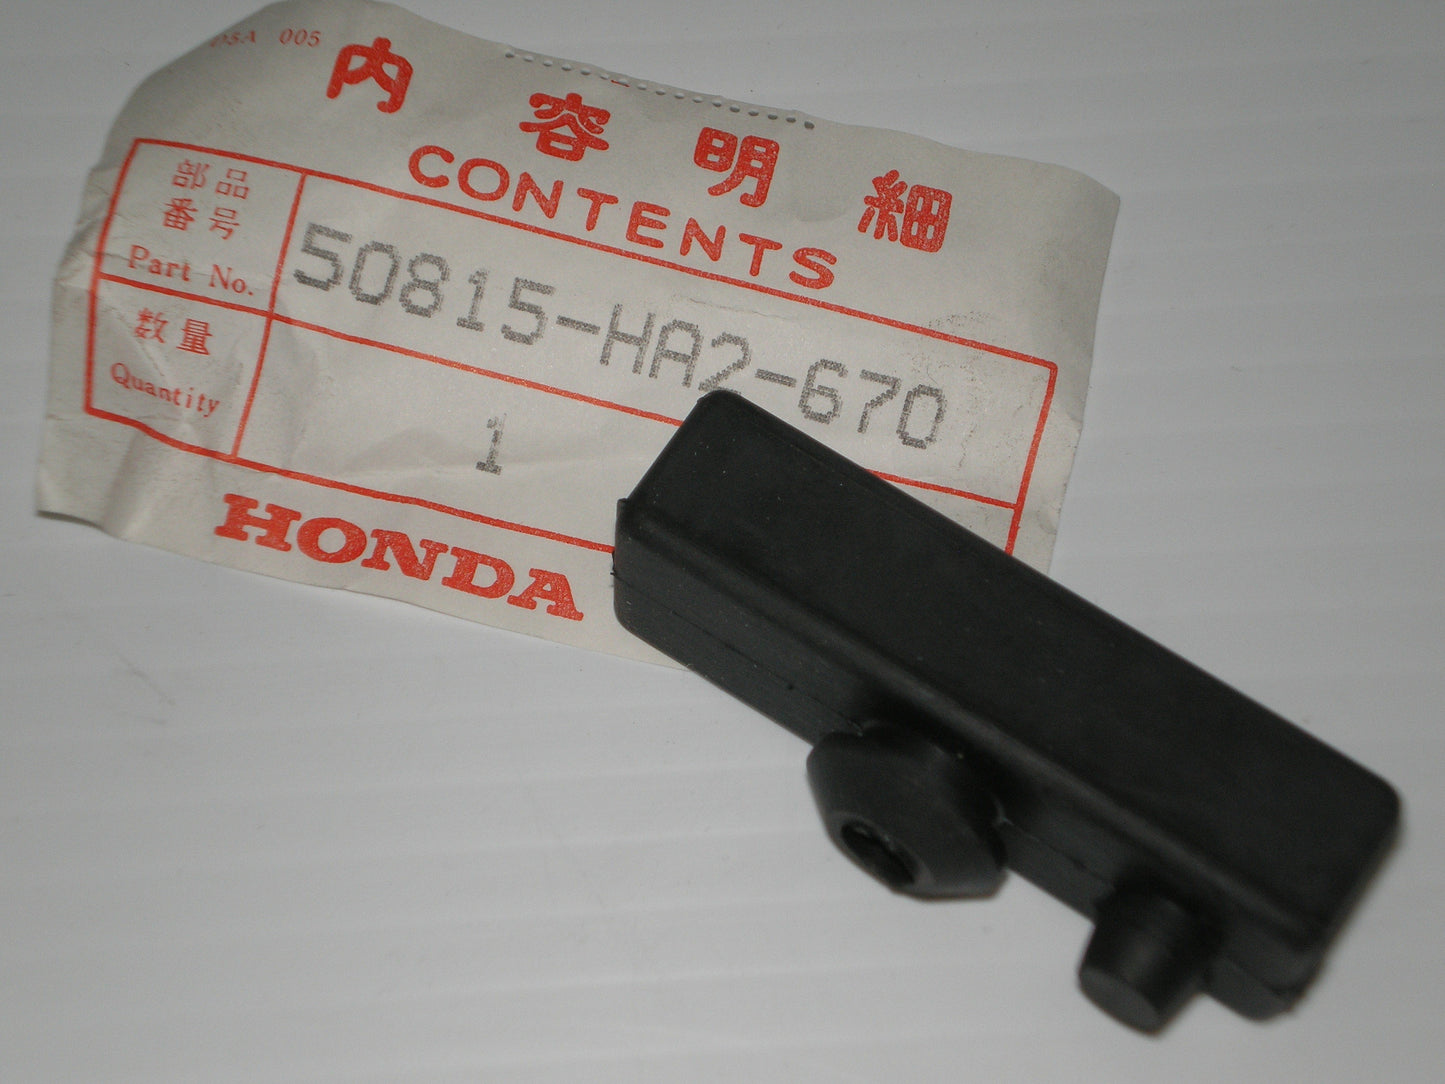 005
内容明細
CONTENTS
部品
番号
Part No.
50815-HA2-670
数量
Quantity
1
HONDA